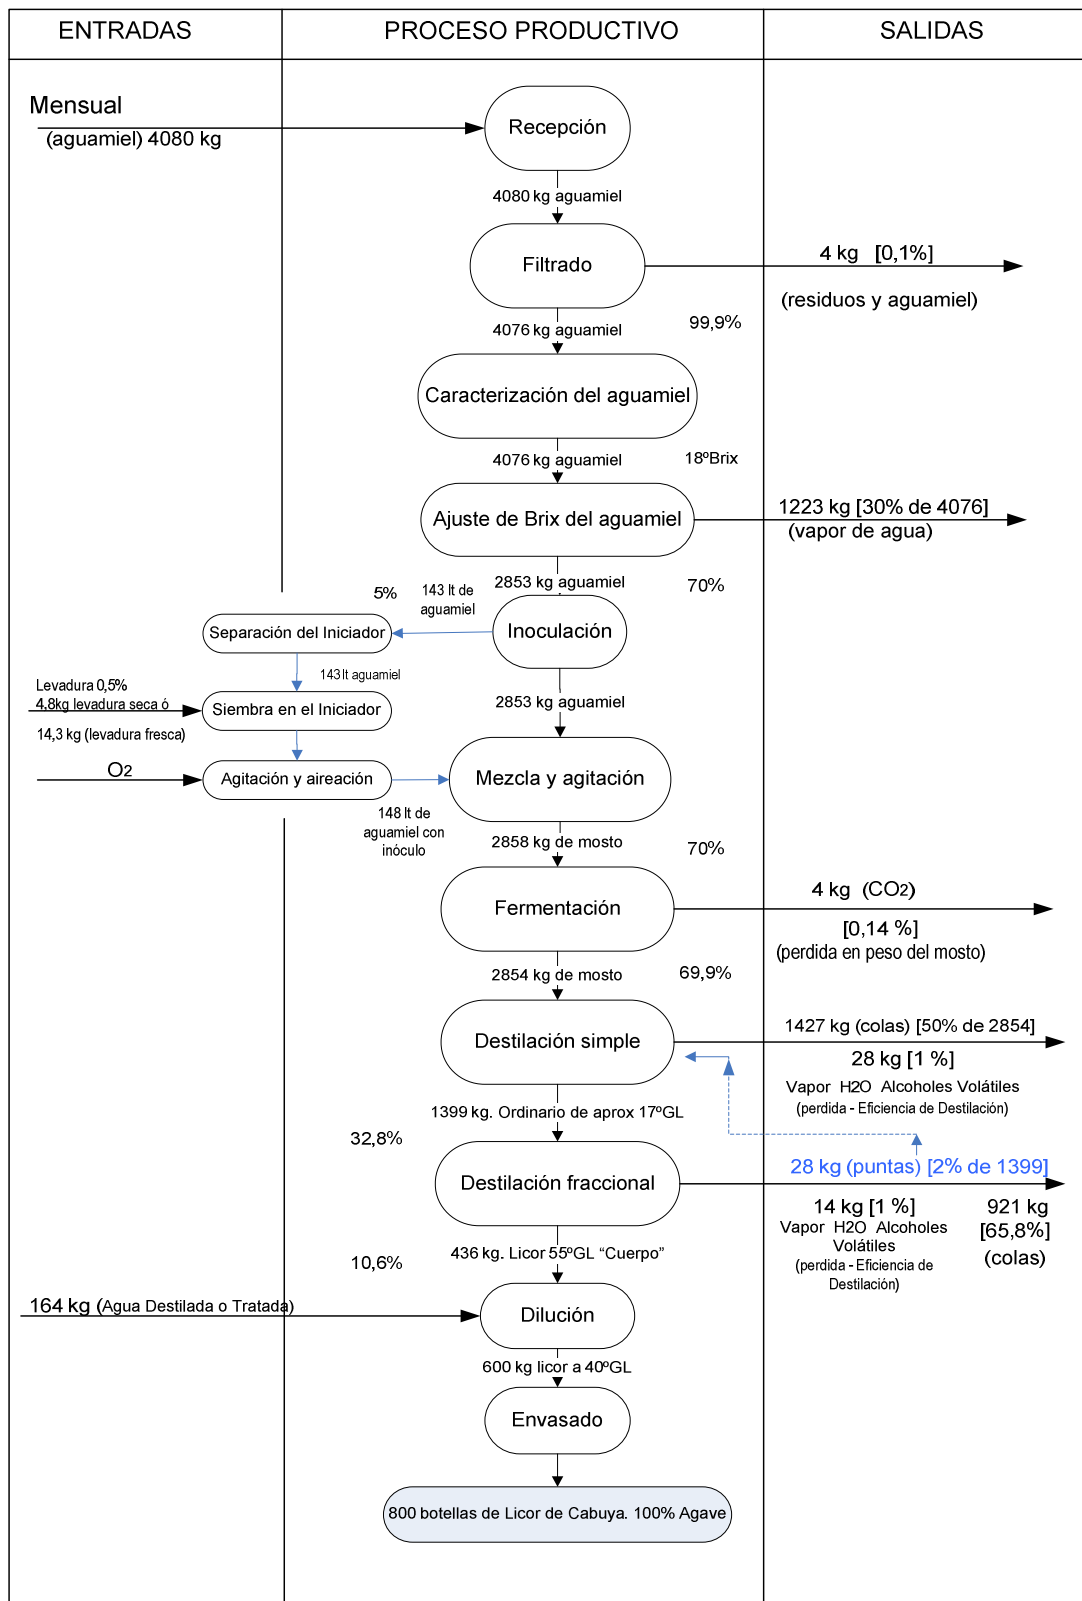 ENTRADAS
PROCESO PRODUCTIVO
SALIDAS
Mensual
(aguamiel) 4080 kg
Recepción
4080 kg aguamiel
Filtrado
4 kg [0,1%]
(residuos y aguamiel)
4076 kg aguamiel
99,9%
Caracterización del aguamiel
4076 kg aguamiel
18ºBrix
Ajuste de Brix del aguamiel
1223 kg [30% de 4076]
(vapor de agua)
2853 kg aguamiel
70%
5%
143 lt de
aguamiel
Inoculación
Separación del Iniciador
143 lt aguamiel
Levadura 0,5%
4,8kg levadura seca ó
14,3 kg (levadura fresca)
Siembra en el Iniciador
2853 kg aguamiel
O2
Agitación y aireación
Mezcla y agitación
148 lt de
aguamiel con
inóculo
2858 kg de mosto
70%
Fermentación
4 kg (CO2)
[0,14 %]
(perdida en peso del mosto)
2854 kg de mosto
69,9%
Destilación simple
1427 kg (colas) [50% de 2854]
28 kg [1 %]
Vapor H2O Alcoholes Volátiles
(perdida - Eficiencia de Destilación)
1399 kg. Ordinario de aprox 17ºGL
32,8%
28 kg (puntas) [2% de 1399]
Destilación fraccional
14 kg [1 %]
Vapor H2O Alcoholes
Volátiles
(perdida - Eficiencia de
Destilación)
921 kg
[65,8%]
(colas)
436 kg. Licor 55ºGL “Cuerpo”
10,6%
164 kg (Agua Destilada o Tratada)
Dilución
600 kg licor a 40ºGL
Envasado
800 botellas de Licor de Cabuya. 100% Agave